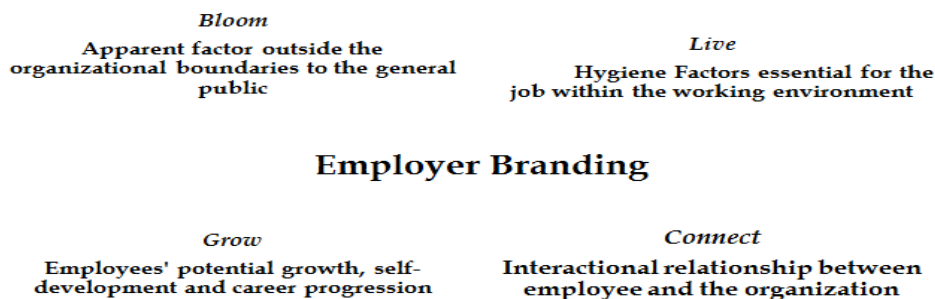 Bloom
Apparent factor outside the
organizational boundaries to the general
public
Live
Hygiene Factors essential for the
job within the working environment
Employer Branding
Grow
Employees' potential growth, self-
development and career progression
Connect
Interactional relationship between
employee and the organization